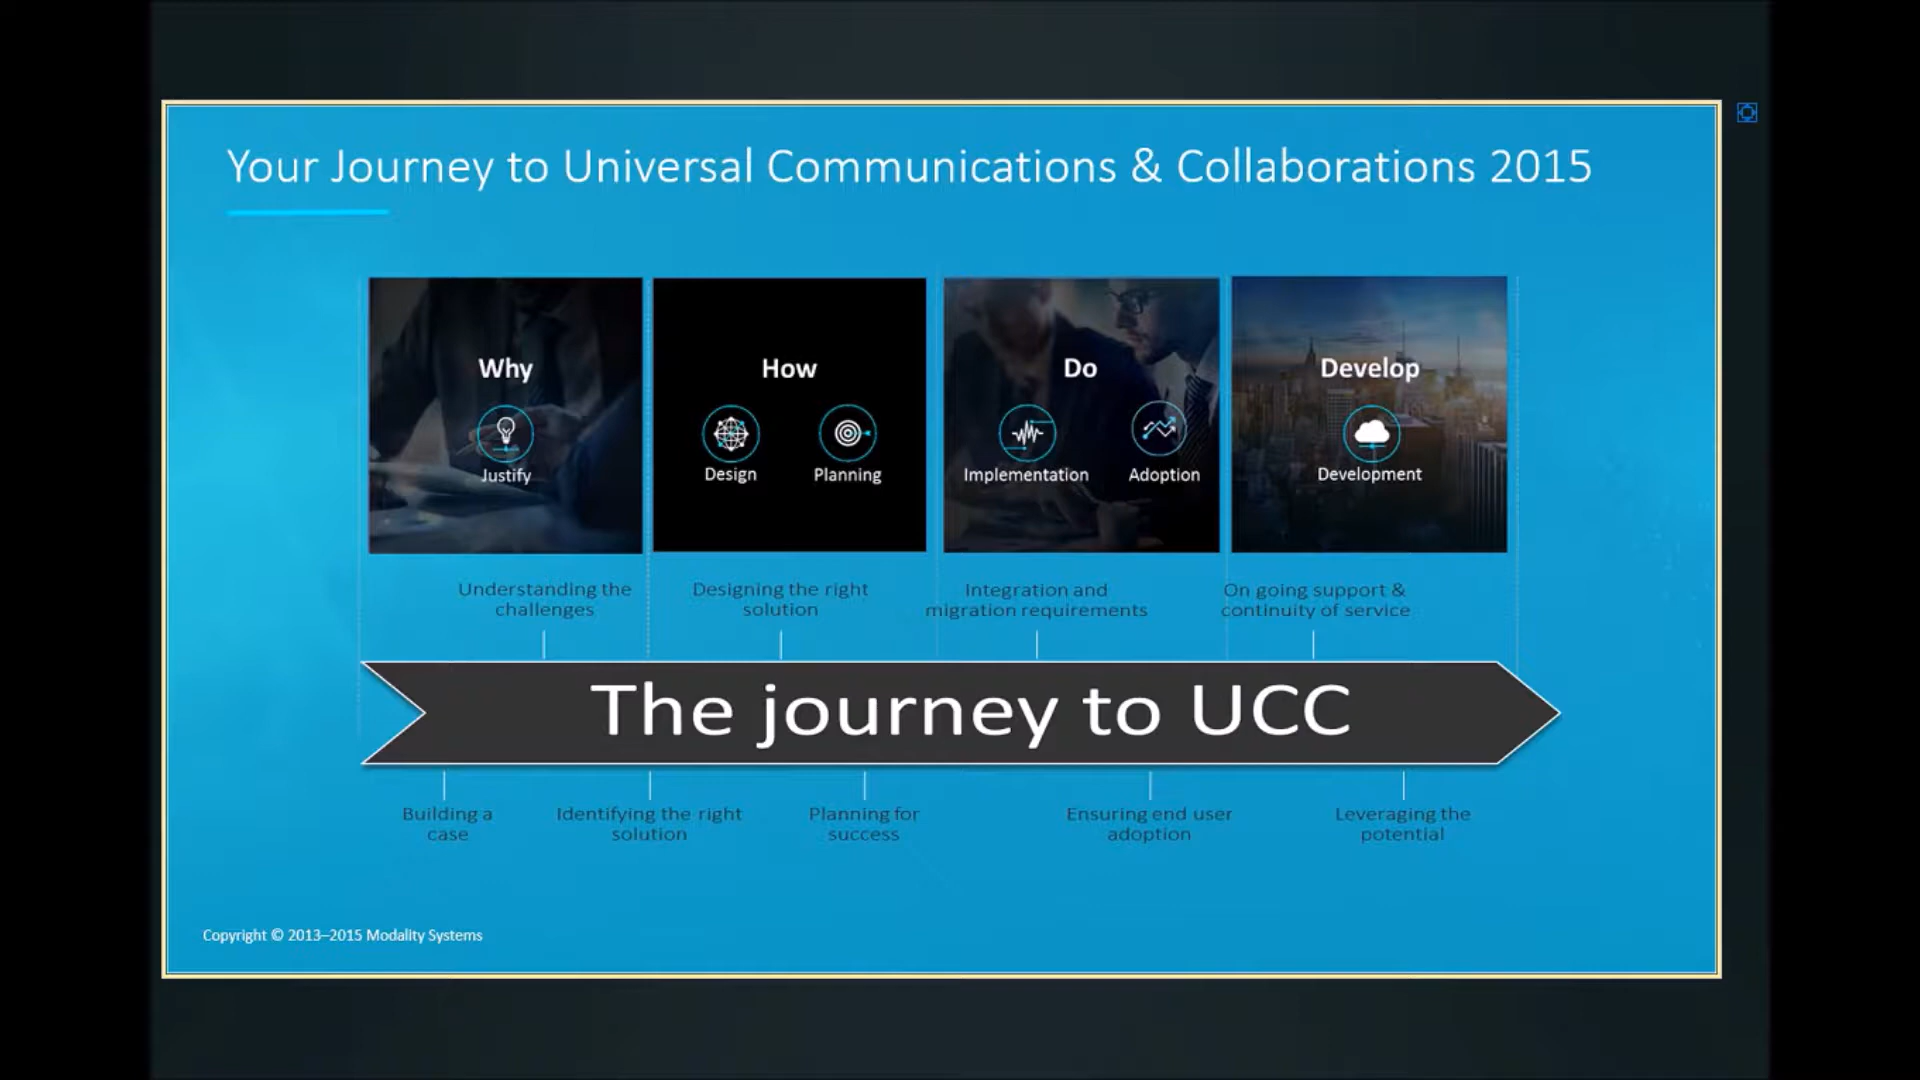 Your Journey to Universal Communications & Collaborations 2015
Why
Justify
How
Design
Planning
Do
Implementation
Adoption
Develop
Development
Understanding the
challenges
Designing the right
solution
Integration and
migration requirements
On going support &
continuity of service
The journey to UCC
Building a
case
Identifying the right
solution
Planning for
success
Ensuring end user
adoption
Leveraging the
potential
Copyright © 2013–2015 Modality Systems